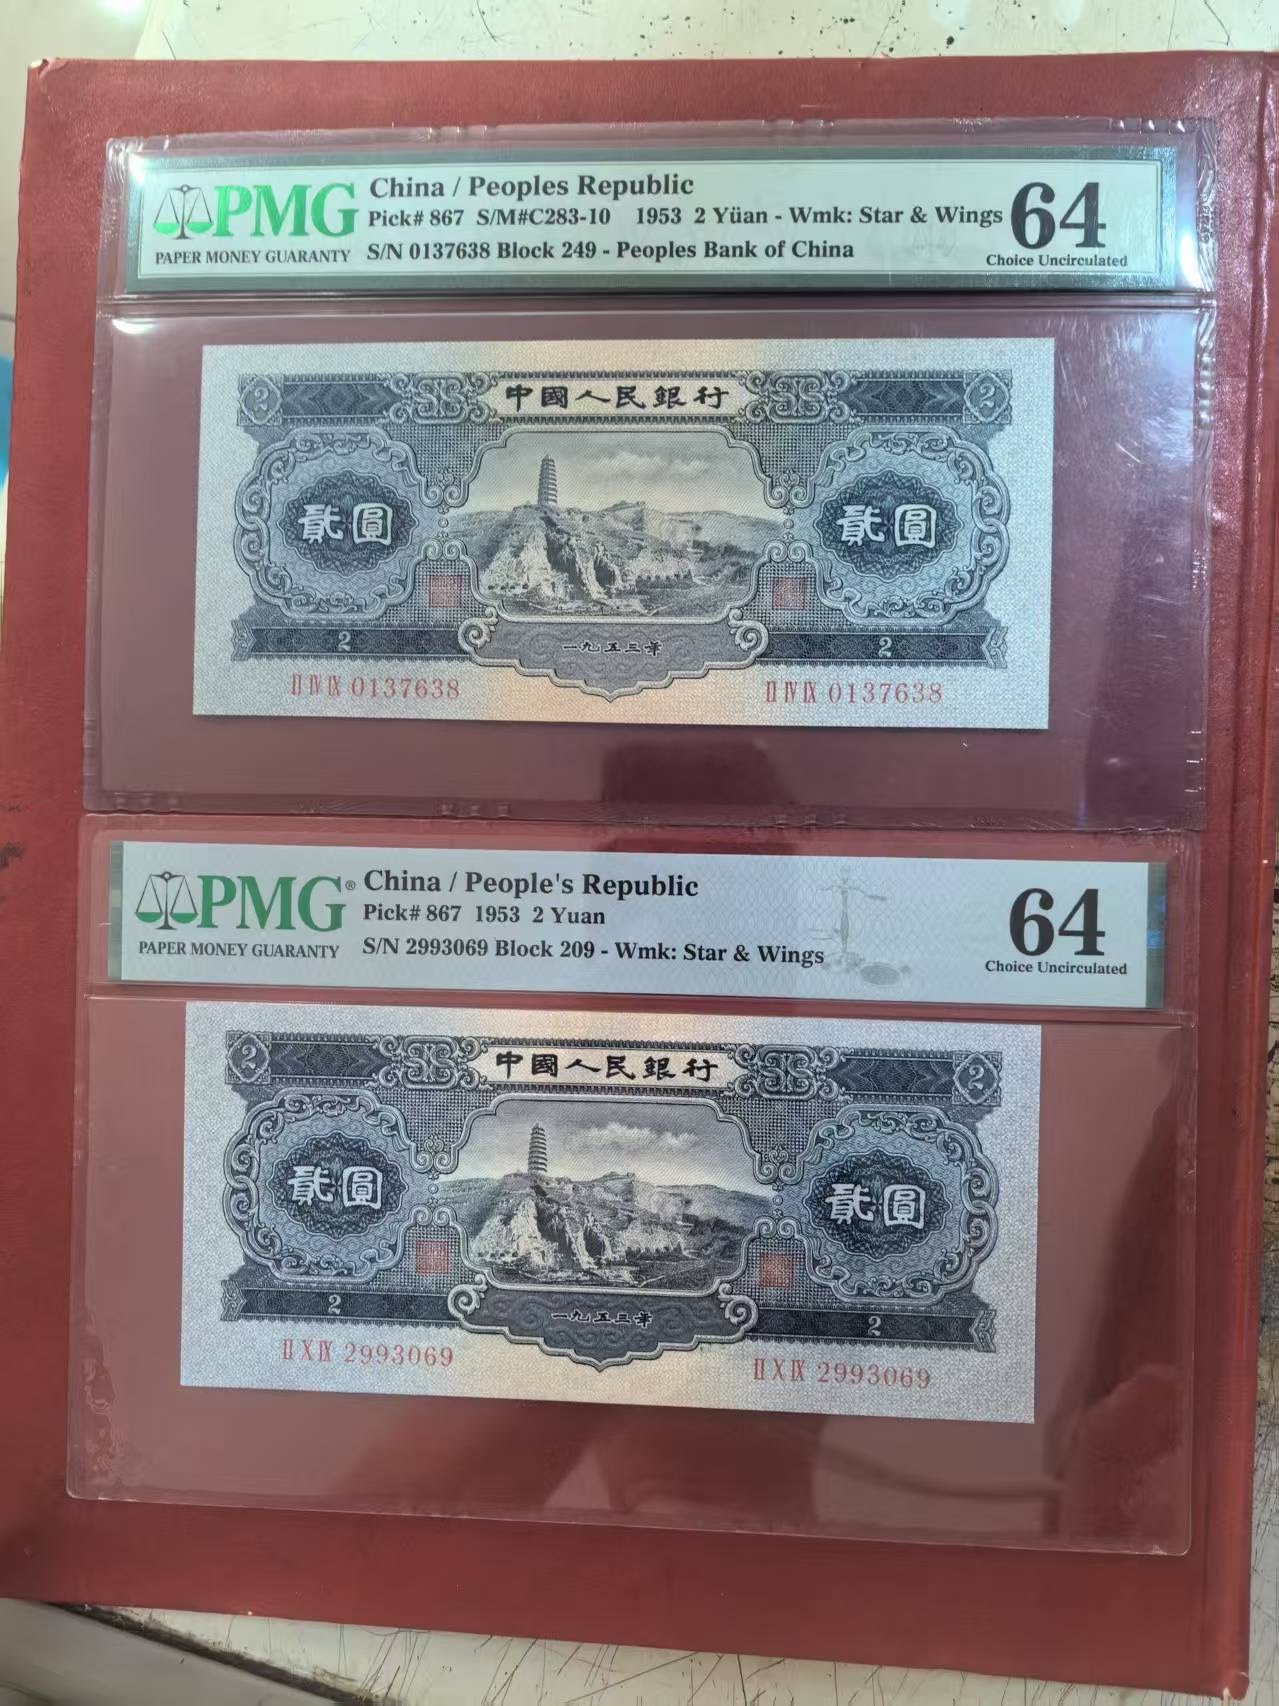 PMG
PAPER MONEY GUARANTY
China / Peoples Republic
Pick# 867 S/M#C283-10 1953 2 Yüan - Wmk: Star & Wings
S/N 0137638 Block 249 - Peoples Bank of China
64
Choice Uncirculated
2 中國人民銀行 2
貳圓 貳圓
2 一九五三年 2
II IV IX 0137638 II IV IX 0137638
PMG®
PAPER MONEY GUARANTY
China / People's Republic
Pick# 867 1953 2 Yuan
S/N 2993069 Block 209 - Wmk: Star & Wings
64
Choice Uncirculated
2 中國人民銀行 2
貳圓 貳圓
2 一九五三年 2
II X IX 2993069 II X IX 2993069